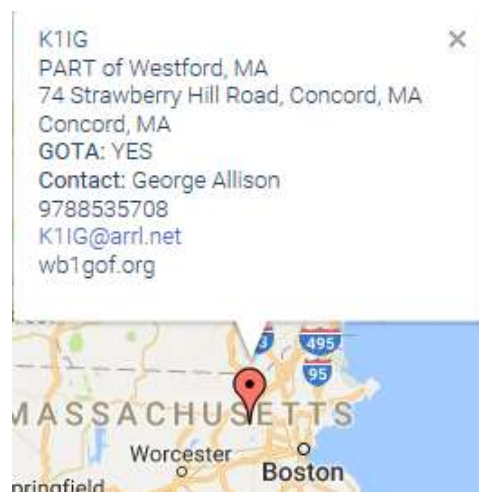 K1IG
PART of Westford, MA
74 Strawberry Hill Road, Concord, MA
Concord, MA
GOTA: YES
Contact: George Allison
9788535708
K1IG@arrl.net
wb1gof.org
495
95
MASSACHUSETTS
Worcester
Boston